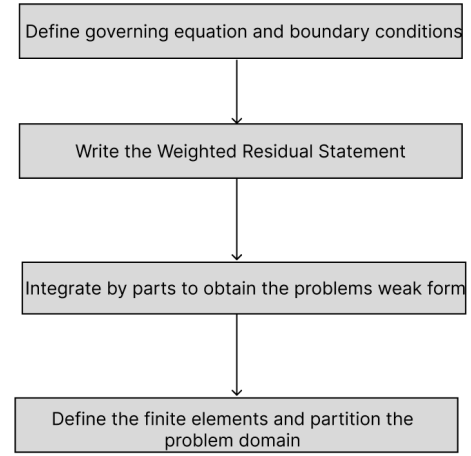 Define governing equation and boundary conditions
Write the Weighted Residual Statement
Integrate by parts to obtain the problems weak form
Define the finite elements and partition the
problem domain